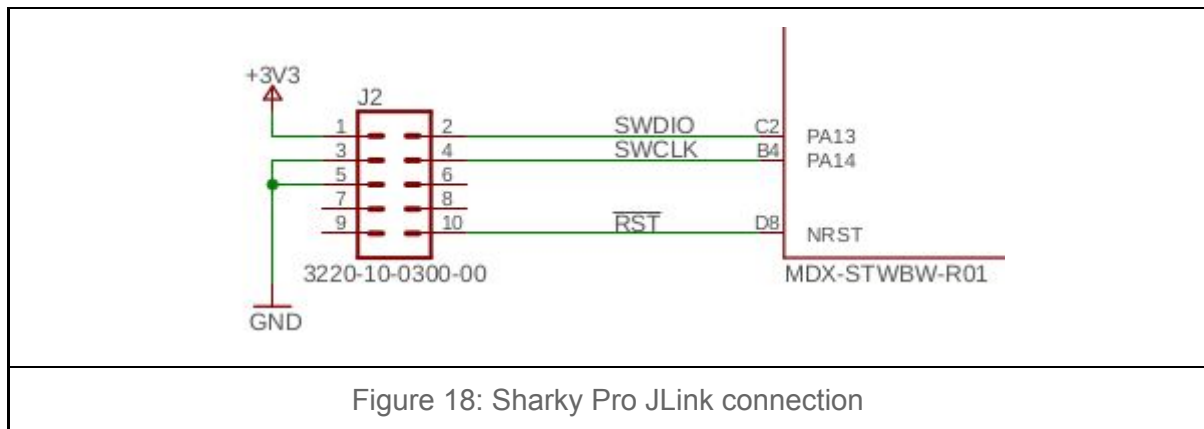 +3V3
J2
1 2 SWDIO C2 PA13
3 4 SWCLK B4 PA14
5 6
7 8
9 10 RST D8 NRST
3220-10-0300-00 MDX-STWBW-R01
GND
Figure 18: Sharky Pro JLink connection